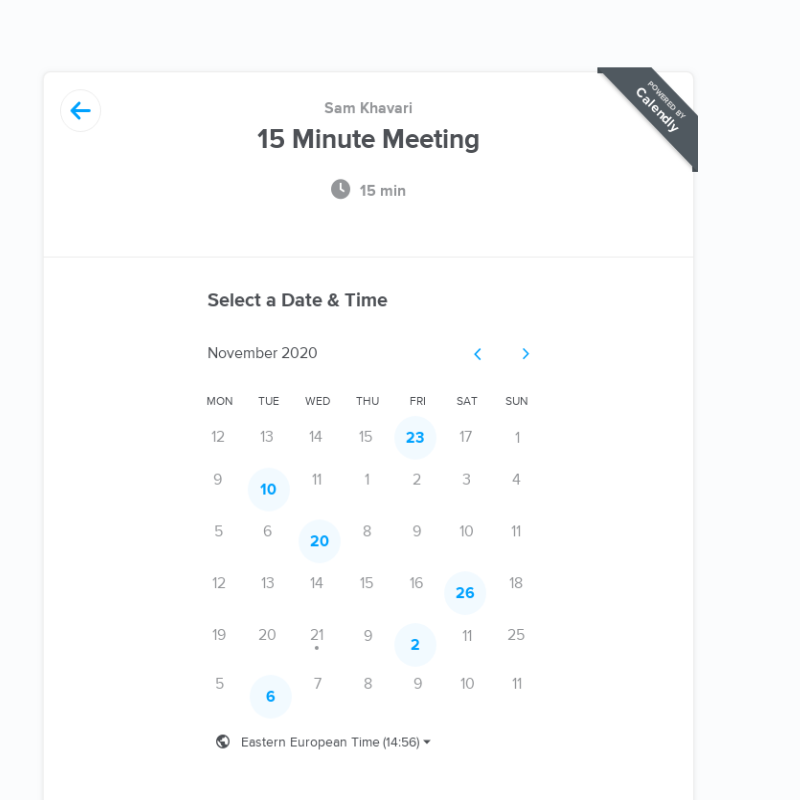 POWERED BY
Calendly
Sam Khavari
15 Minute Meeting
15 min
Select a Date & Time
November 2020
MON TUE WED THU FRI SAT SUN
12 13 14 15 23 17 1
9 10 11 1 2 3 4
5 6 20 8 9 10 11
12 13 14 15 16 26 18
19 20 21 9 2 11 25
5 6 7 8 9 10 11
Eastern European Time (14:56)